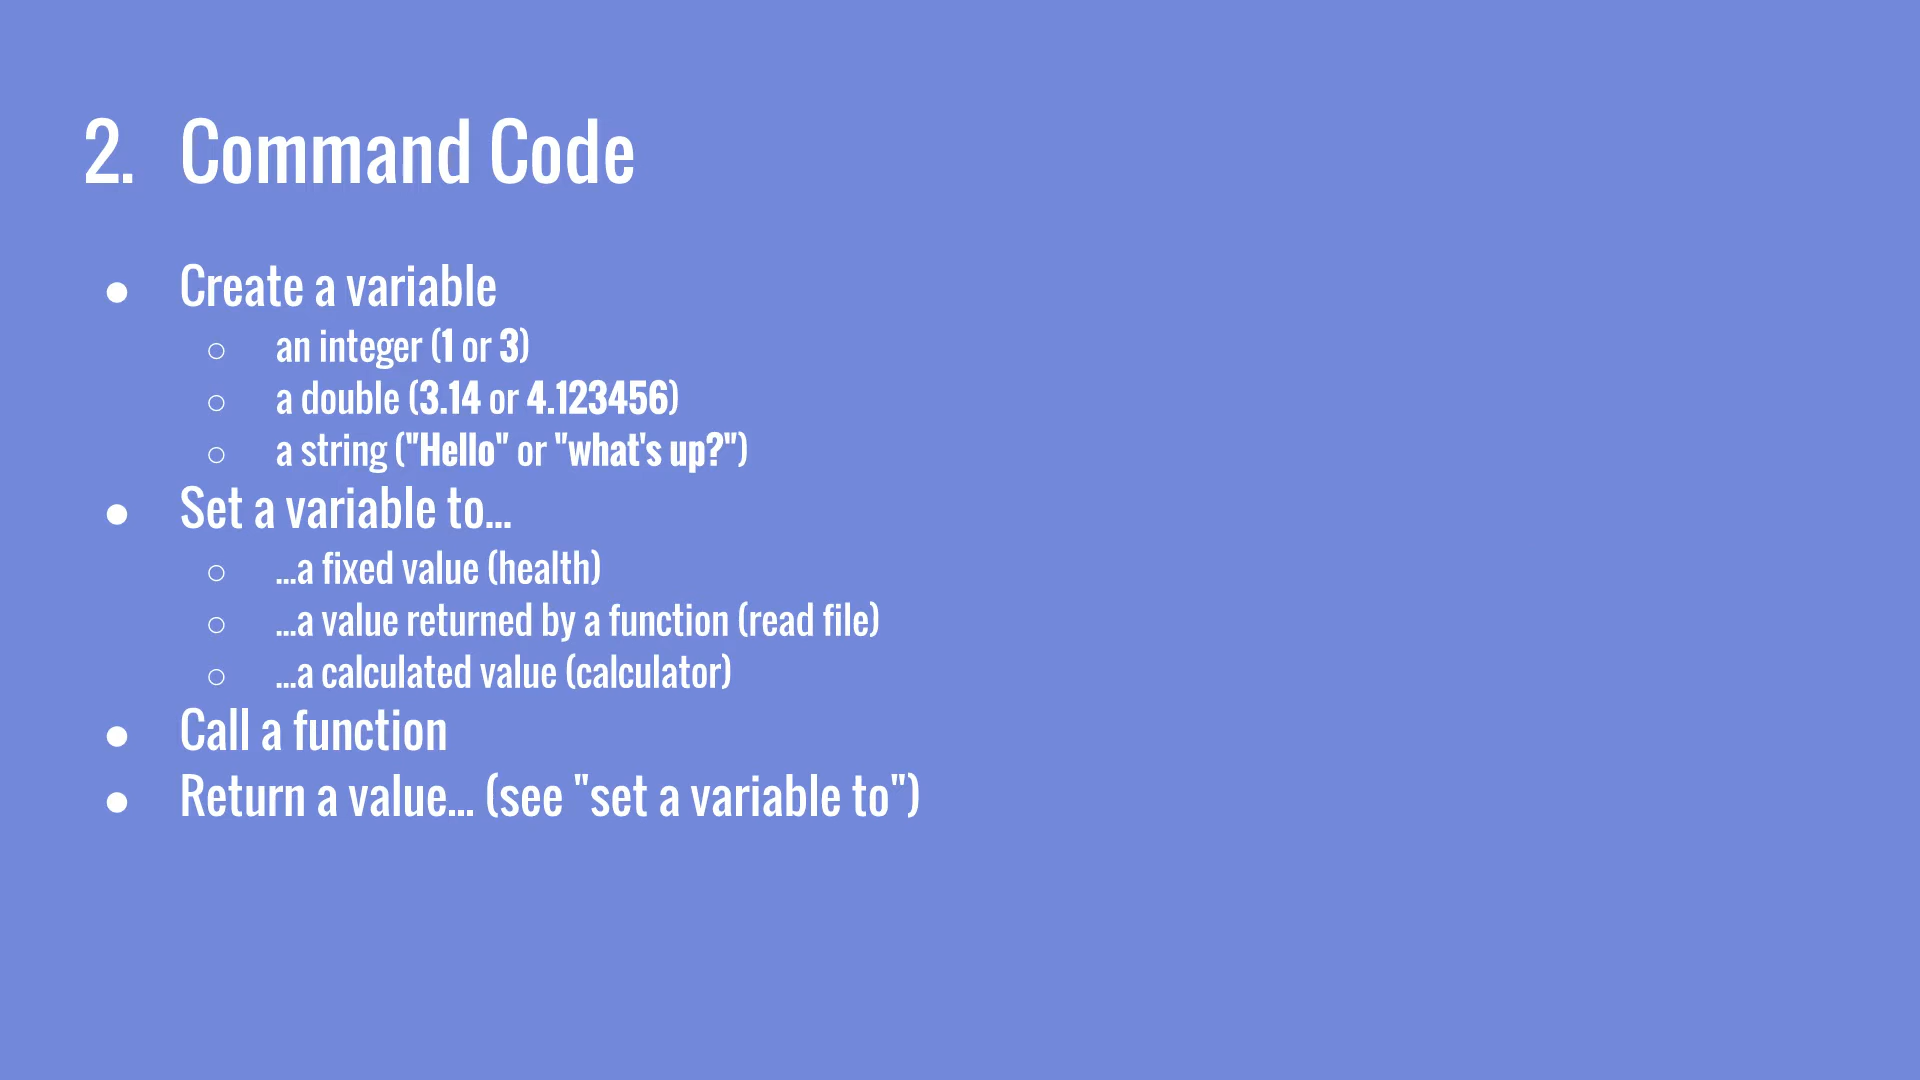 2. Command Code
● Create a variable
○ an integer (1 or 3)
○ a double (3.14 or 4.123456)
○ a string ("Hello" or "what's up?")
● Set a variable to...
○ ...a fixed value (health)
○ ...a value returned by a function (read file)
○ ...a calculated value (calculator)
● Call a function
● Return a value... (see "set a variable to")